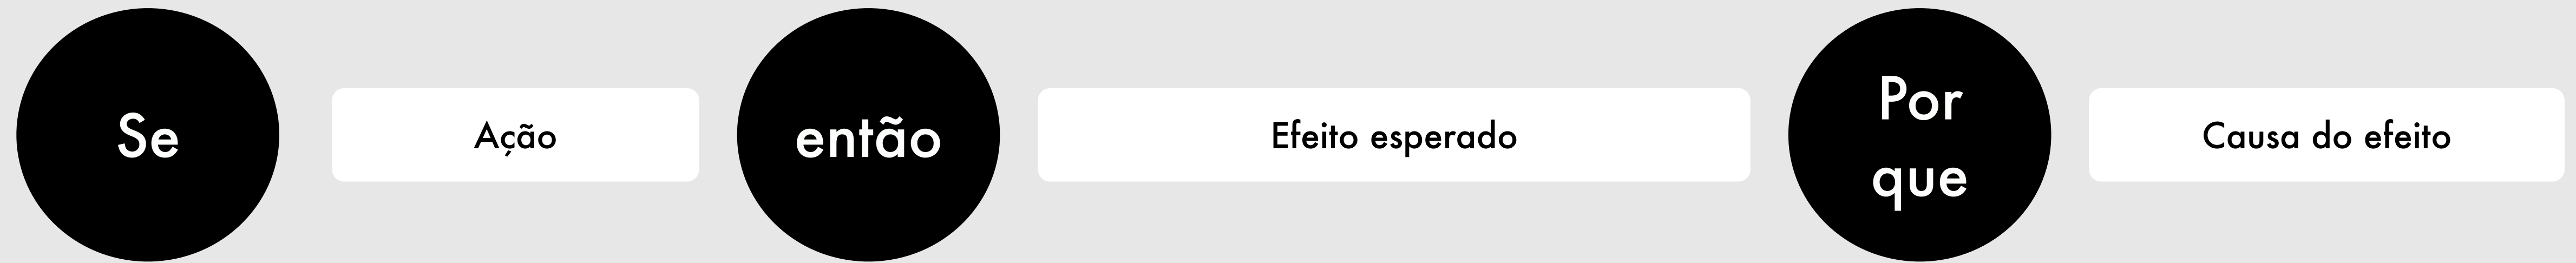 Se
Ação
então
Efeito esperado
Por
que
Causa do efeito